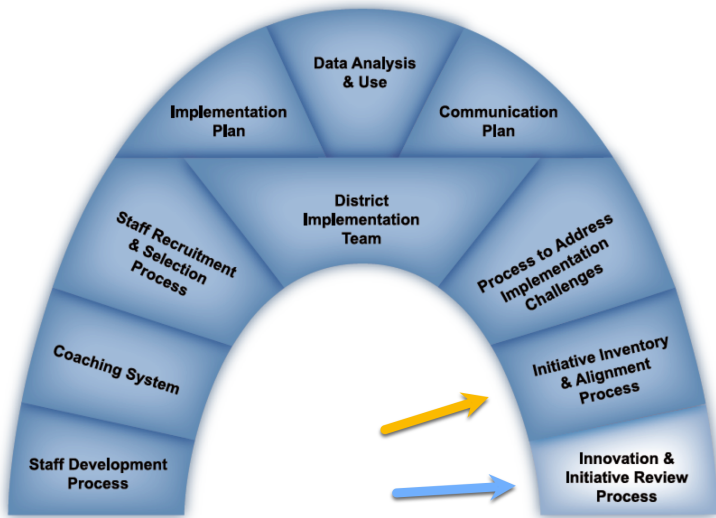 Data Analysis
& Use
Implementation
Plan
Communication
Plan
District
Implementation
Team
Staff Recruitment
& Selection
Process
Process to Address
Implementation
Challenges
Coaching System
Initiative Inventory
& Alignment
Process
Staff Development
Process
Innovation &
Initiative Review
Process